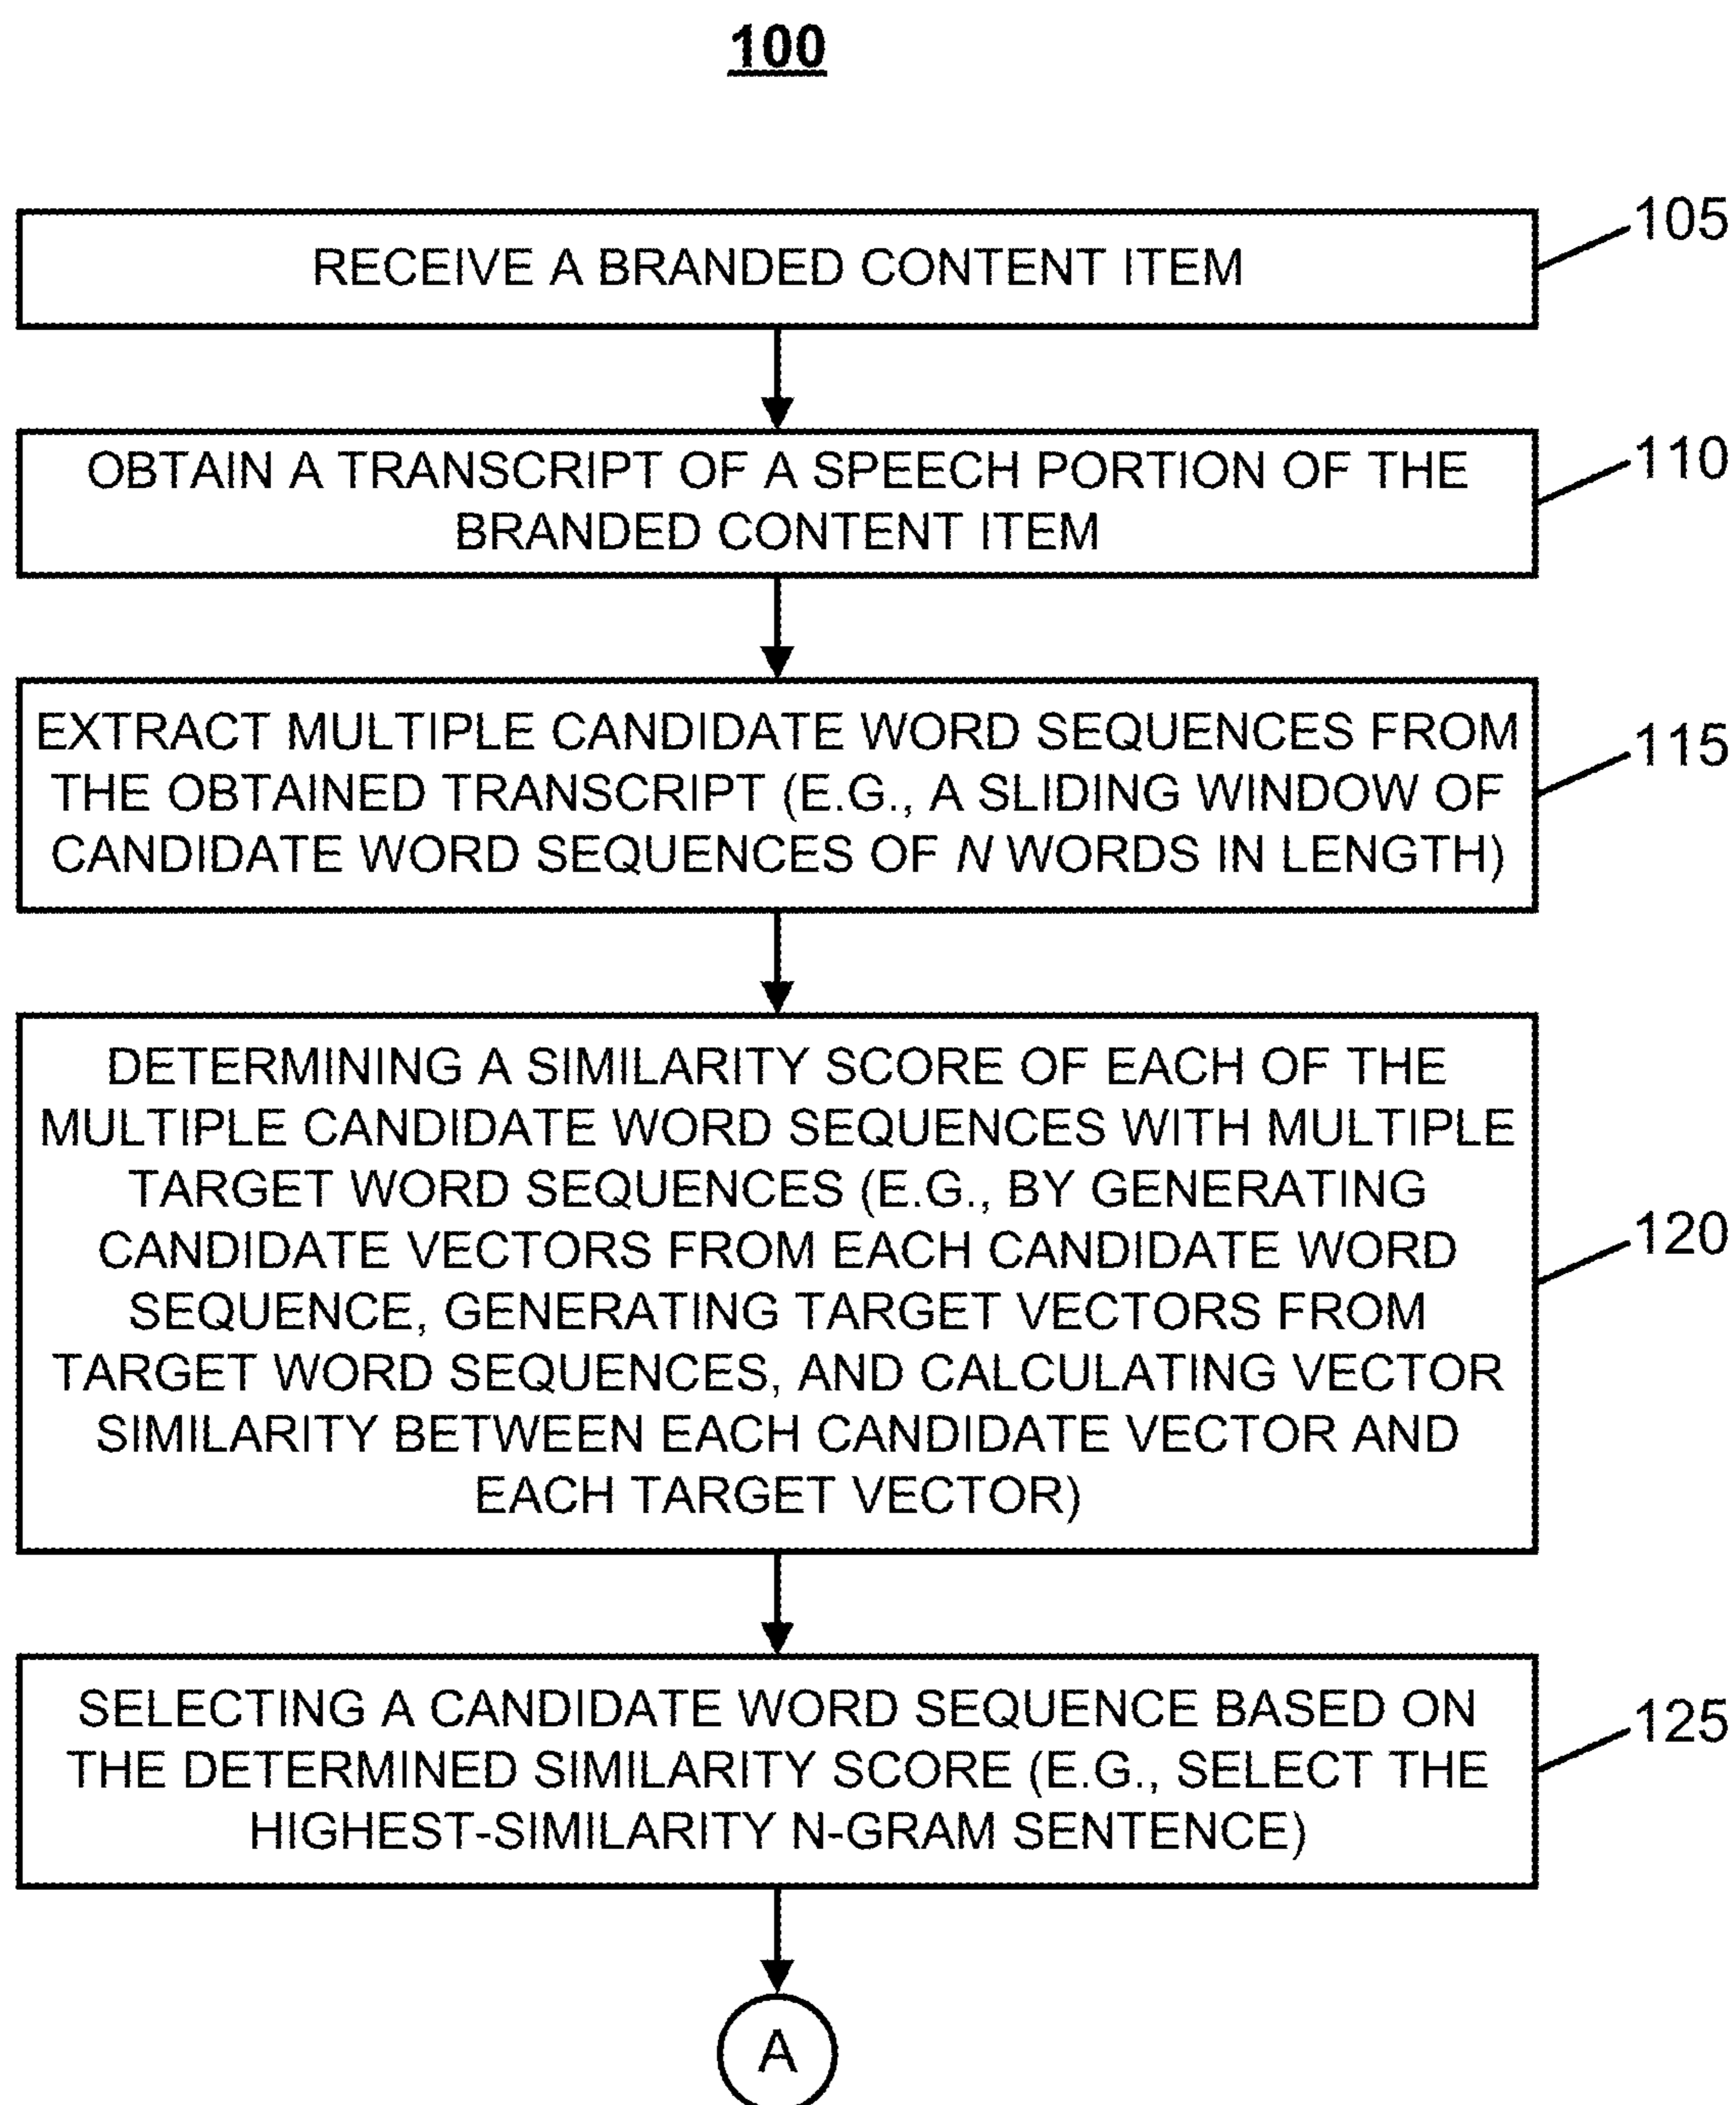 100
RECEIVE A BRANDED CONTENT ITEM
105
OBTAIN A TRANSCRIPT OF A SPEECH PORTION OF THE
BRANDED CONTENT ITEM
110
EXTRACT MULTIPLE CANDIDATE WORD SEQUENCES FROM
THE OBTAINED TRANSCRIPT (E.G., A SLIDING WINDOW OF
CANDIDATE WORD SEQUENCES OF N WORDS IN LENGTH)
115
DETERMINING A SIMILARITY SCORE OF EACH OF THE
MULTIPLE CANDIDATE WORD SEQUENCES WITH MULTIPLE
TARGET WORD SEQUENCES (E.G., BY GENERATING
CANDIDATE VECTORS FROM EACH CANDIDATE WORD
SEQUENCE, GENERATING TARGET VECTORS FROM
TARGET WORD SEQUENCES, AND CALCULATING VECTOR
SIMILARITY BETWEEN EACH CANDIDATE VECTOR AND
EACH TARGET VECTOR)
120
SELECTING A CANDIDATE WORD SEQUENCE BASED ON
THE DETERMINED SIMILARITY SCORE (E.G., SELECT THE
HIGHEST-SIMILARITY N-GRAM SENTENCE)
125
A